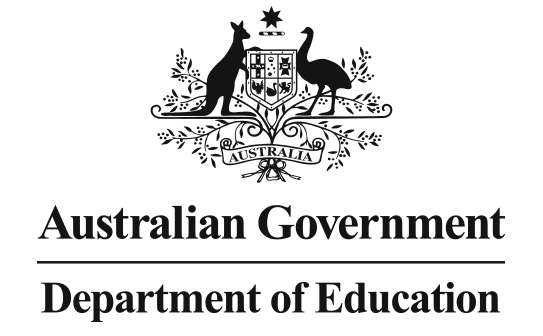 AUSTRALIA
Australian Government
Department of Education